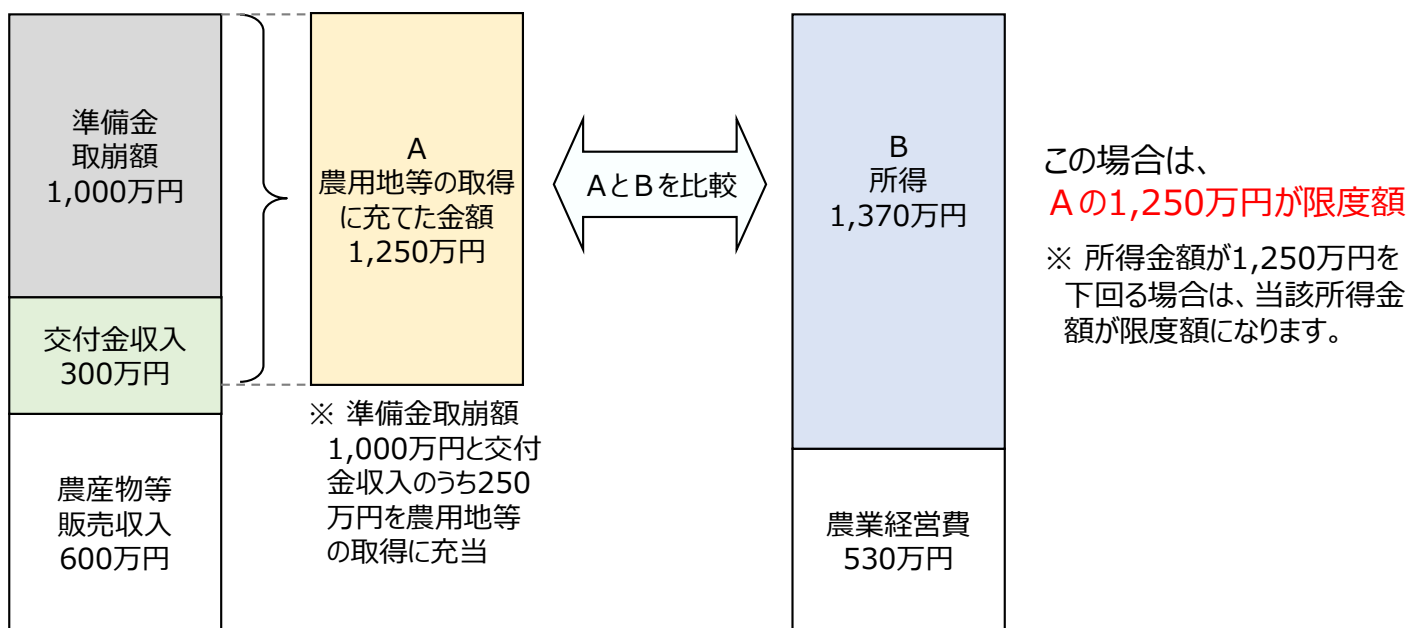 準備金
取崩額
1,000万円
交付金収入
300万円
農産物等
販売収入
600万円
A
農用地等の取得
に充てた金額
1,250万円
※ 準備金取崩額
1,000万円と交付
金収入のうち250
万円を農用地等
の取得に充当
AとBを比較
B
所得
1,370万円
農業経営費
530万円
この場合は、
Aの1,250万円が限度額
※ 所得金額が1,250万円を
下回る場合は、当該所得金
額が限度額になります。